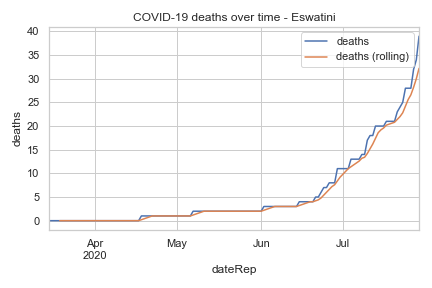 COVID-19 deaths over time - Eswatini
deaths
deaths (rolling)
40
35
30
25
20
15
10
5
0
deaths
Apr
2020
May
Jun
Jul
dateRep